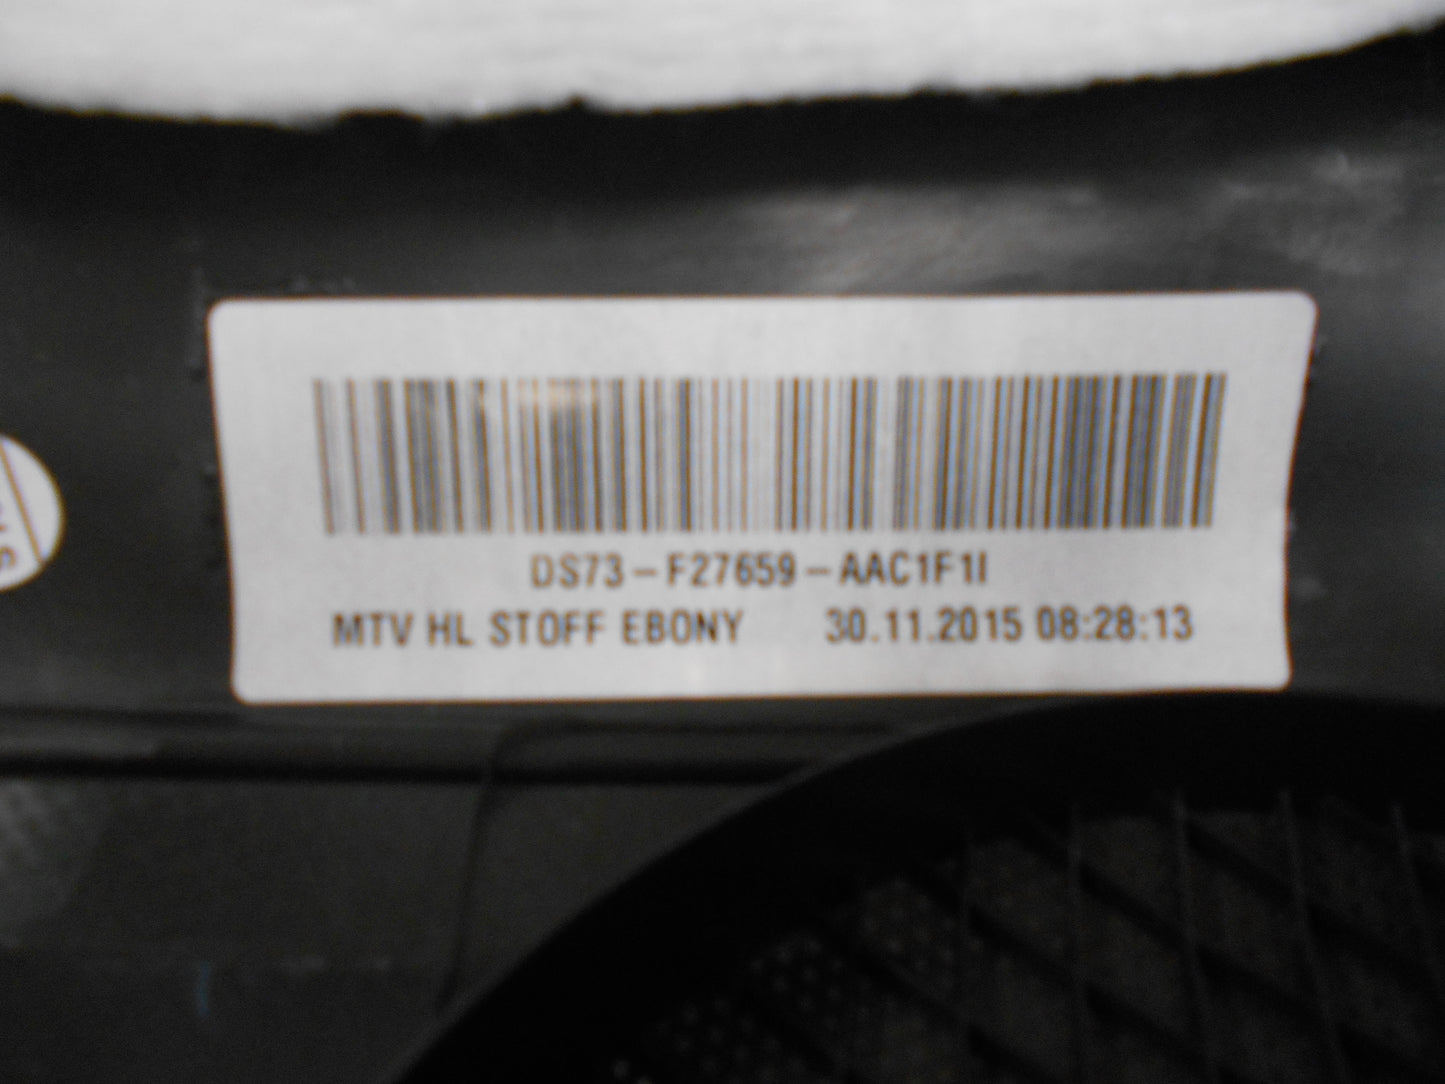 DS73-F27659-AAC1F1I
MTV HL STOFF EBONY 30.11.2015 08:28:13